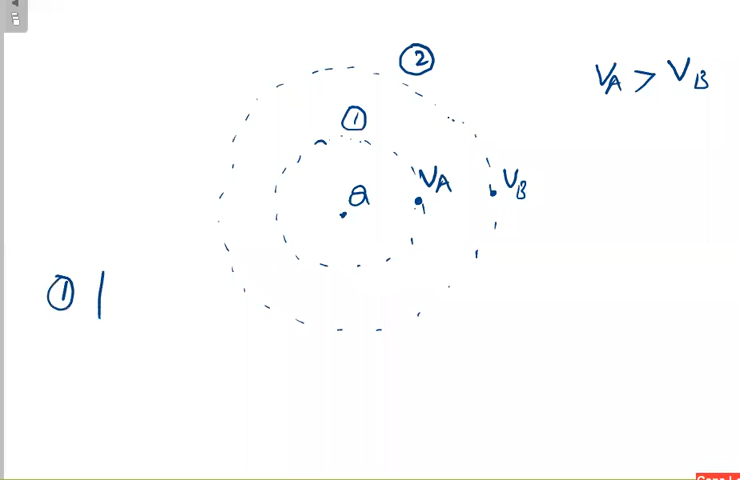 ②
V_A > V_B
①
V_A
V_B
Q
① |